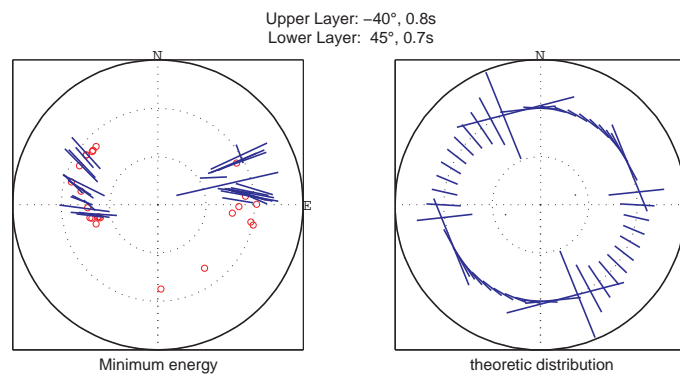 Upper Layer: −40°, 0.8s
Lower Layer: 45°, 0.7s
N
N
E
Minimum energy
theoretic distribution